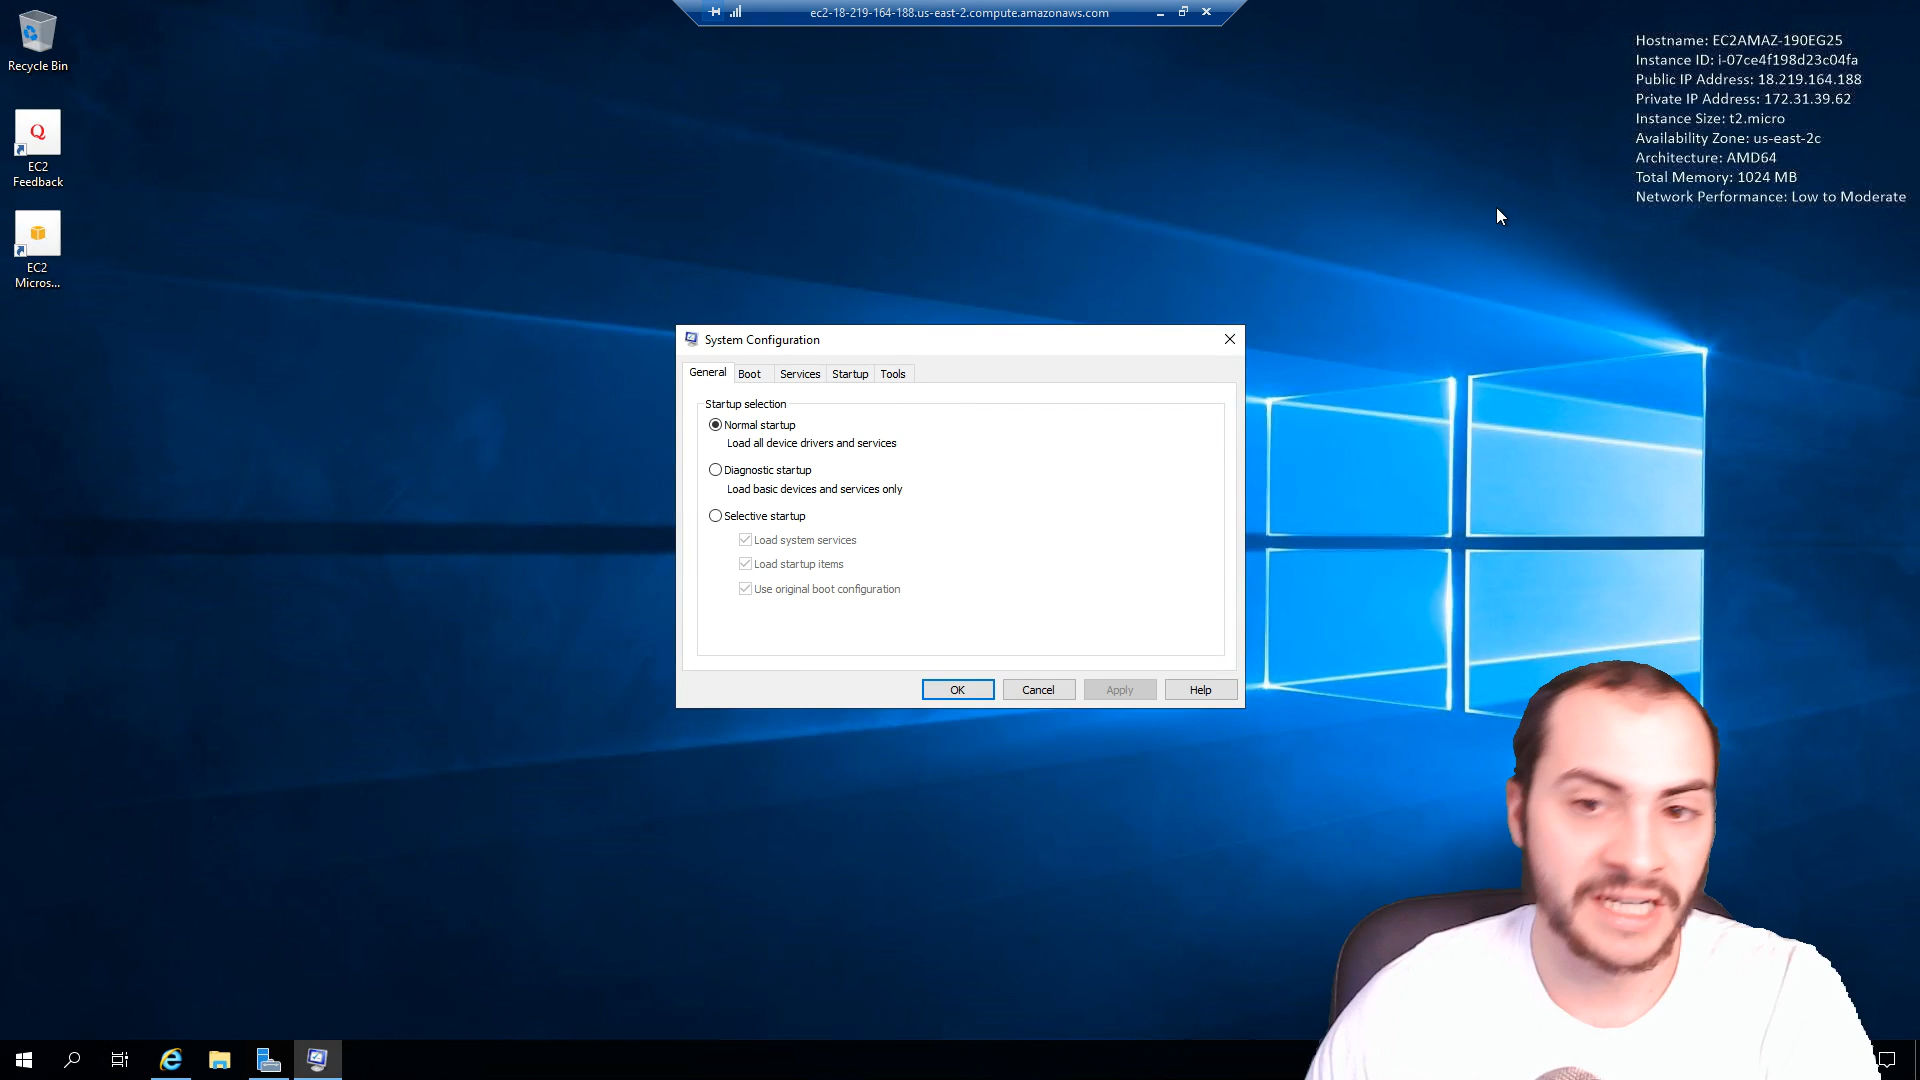 ec2-18-219-164-188.us-east-2.compute.amazonaws.com
Recycle Bin
Q
EC2
Feedback
EC2
Micros...
Hostname: EC2AMAZ-190EG25
Instance ID: i-07ce4f198d23c04fa
Public IP Address: 18.219.164.188
Private IP Address: 172.31.39.62
Instance Size: t2.micro
Availability Zone: us-east-2c
Architecture: AMD64
Total Memory: 1024 MB
Network Performance: Low to Moderate
System Configuration
General Boot Services Startup Tools
Startup selection
Normal startup
Load all device drivers and services
Diagnostic startup
Load basic devices and services only
Selective startup
Load system services
Load startup items
Use original boot configuration
OK Cancel Apply Help